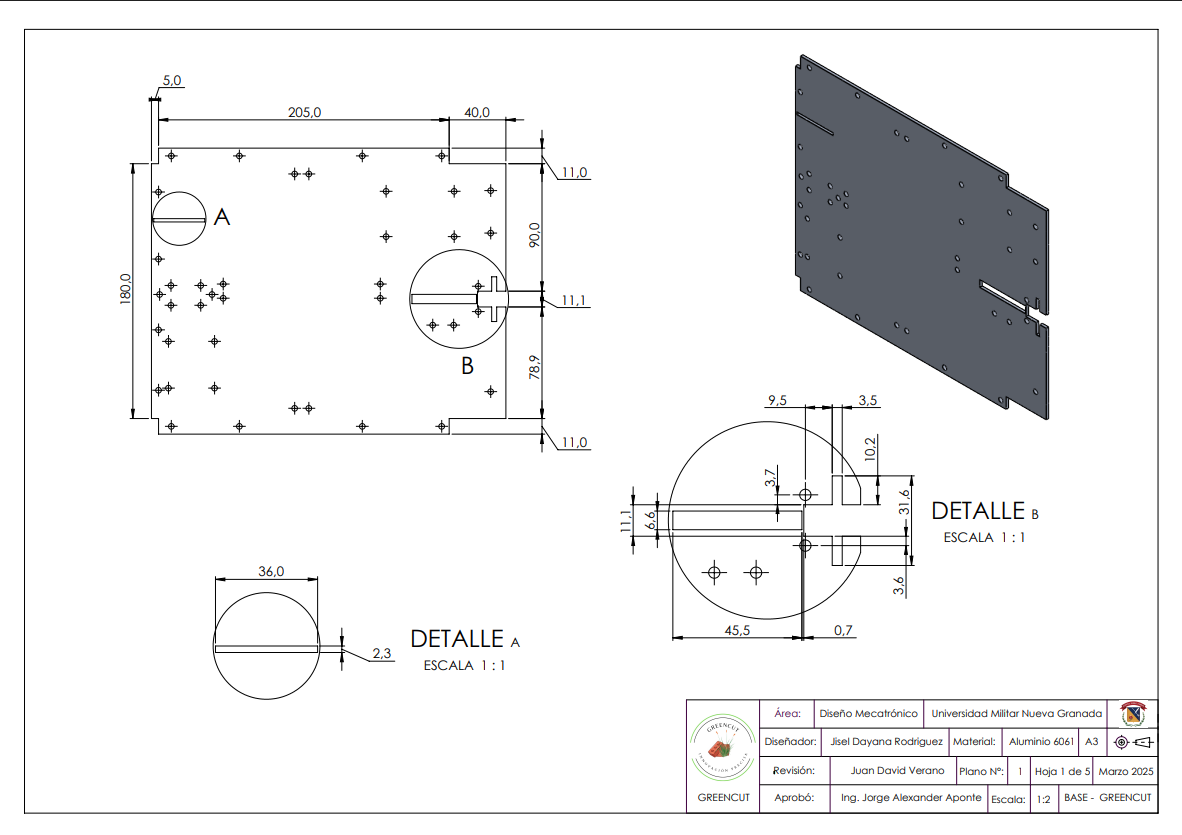 5,0
205,0
40,0
11,0
A
90,0
180,0
11,1
B
78,9
11,0
9,5
3,5
10,2
3,7
31,6
11,1
6,6
DETALLE B
ESCALA 1 : 1
3,6
45,5
0,7
36,0
2,3
DETALLE A
ESCALA 1 : 1
GREENCUT
GREENCUT
Área: Diseño Mecatrónico Universidad Militar Nueva Granada
Diseñador: Jisel Dayana Rodriguez Material: Aluminio 6061 A3
Revisión: Juan David Verano Plano Nº: 1 Hoja 1 de 5 Marzo 2025
Aprobó: Ing. Jorge Alexander Aponte Escala: 1:2 BASE - GREENCUT